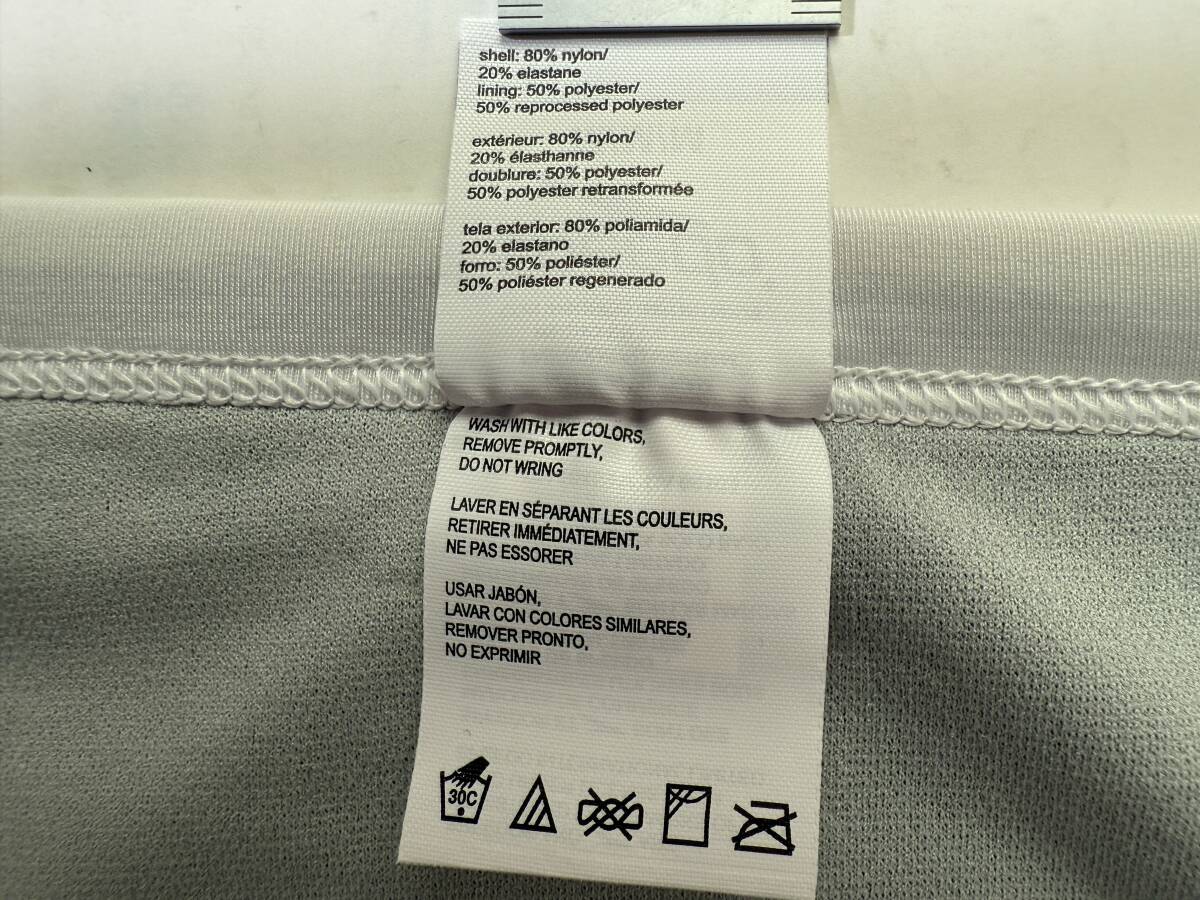 shell: 80% nylon/
20% elastane
lining: 50% polyester/
50% reprocessed polyester
extérieur: 80% nylon/
20% élasthanne
doublure: 50% polyester/
50% polyester retransformée
tela exterior: 80% poliamida/
20% elastano
forro: 50% poliéster/
50% poliéster regenerado
WASH WITH LIKE COLORS,
REMOVE PROMPTLY,
DO NOT WRING
LAVER EN SÉPARANT LES COULEURS,
RETIRER IMMÉDIATEMENT,
NE PAS ESSORER
USAR JABÓN,
LAVAR CON COLORES SIMILARES,
REMOVER PRONTO,
NO EXPRIMIR
30C